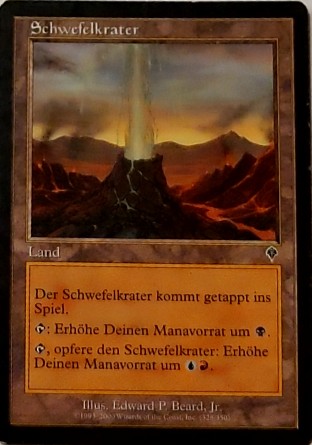 Schwefelkrater
Land
Der Schwefelkrater kommt getappt ins
Spiel.
: Erhöhe Deinen Manavorrat um .
, opfere den Schwefelkrater: Erhöhe
Deinen Manavorrat um .
Illus. Edward P. Beard, Jr.